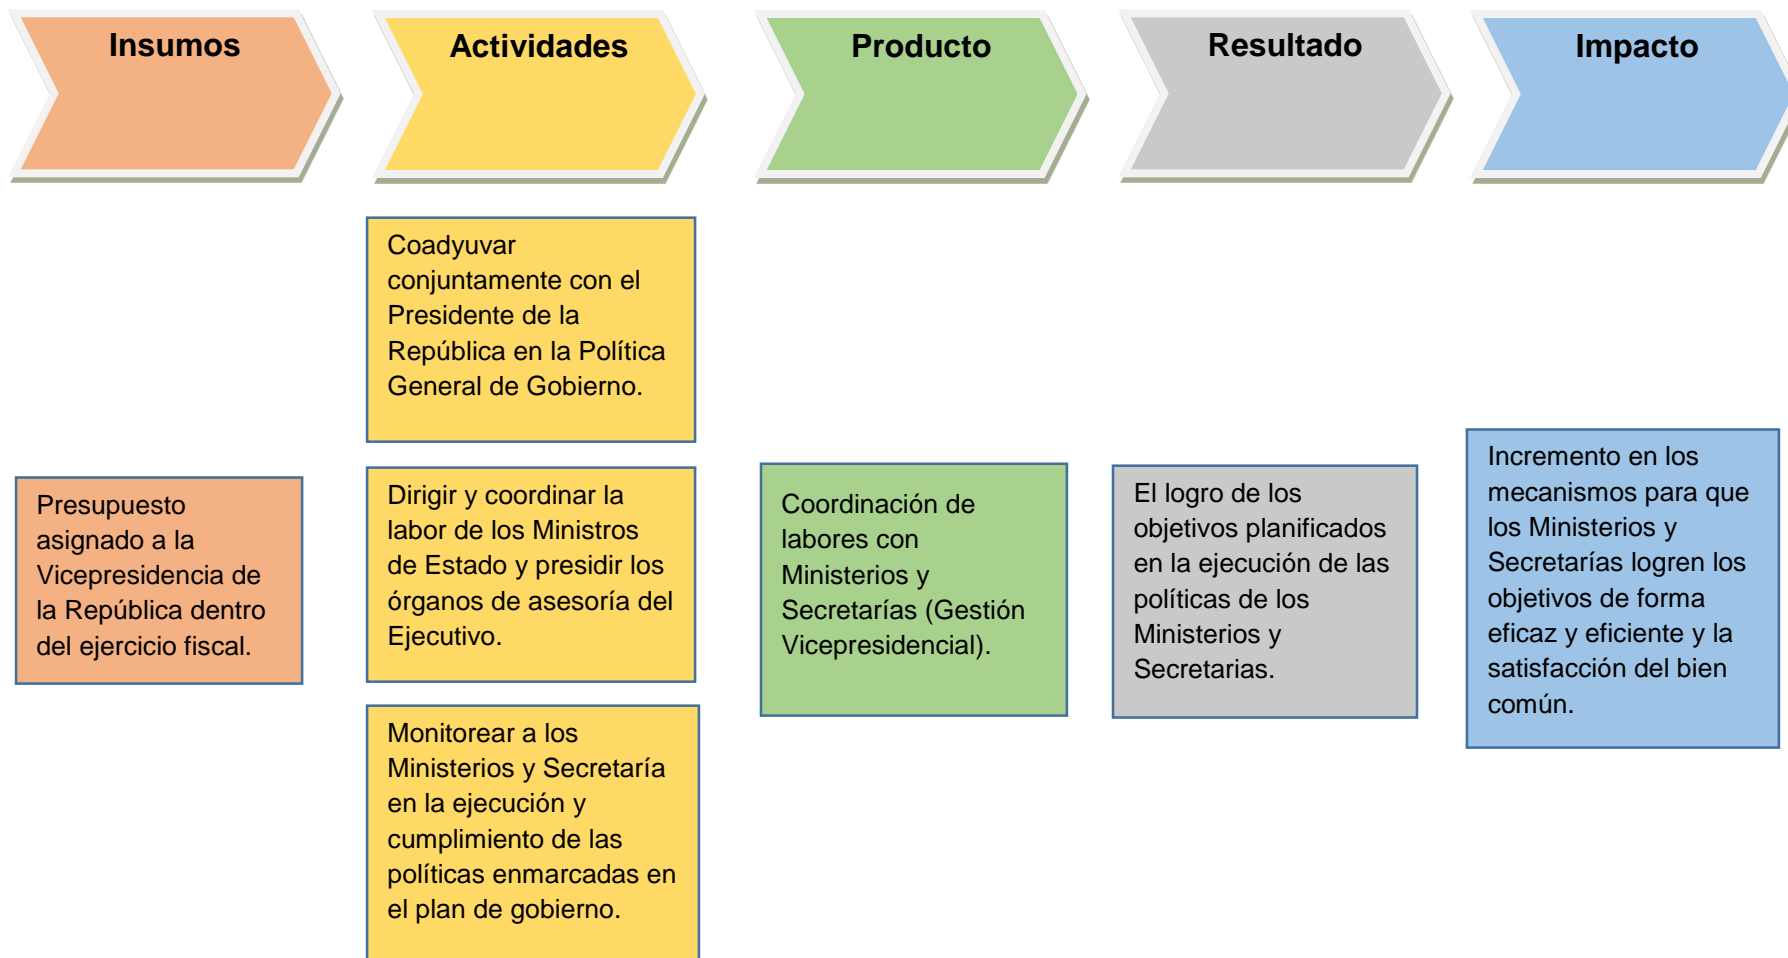 Insumos
Actividades
Producto
Resultado
Impacto
Presupuesto
asignado a la
Vicepresidencia de
la República dentro
del ejercicio fiscal.
Coadyuvar
conjuntamente con el
Presidente de la
República en la Política
General de Gobierno.
Dirigir y coordinar la
labor de los Ministros
de Estado y presidir los
órganos de asesoría del
Ejecutivo.
Monitorear a los
Ministerios y Secretaría
en la ejecución y
cumplimiento de las
políticas enmarcadas en
el plan de gobierno.
Coordinación de
labores con
Ministerios y
Secretarías (Gestión
Vicepresidencial).
El logro de los
objetivos planificados
en la ejecución de las
políticas de los
Ministerios y
Secretarias.
Incremento en los
mecanismos para que
los Ministerios y
Secretarías logren los
objetivos de forma
eficaz y eficiente y la
satisfacción del bien
común.